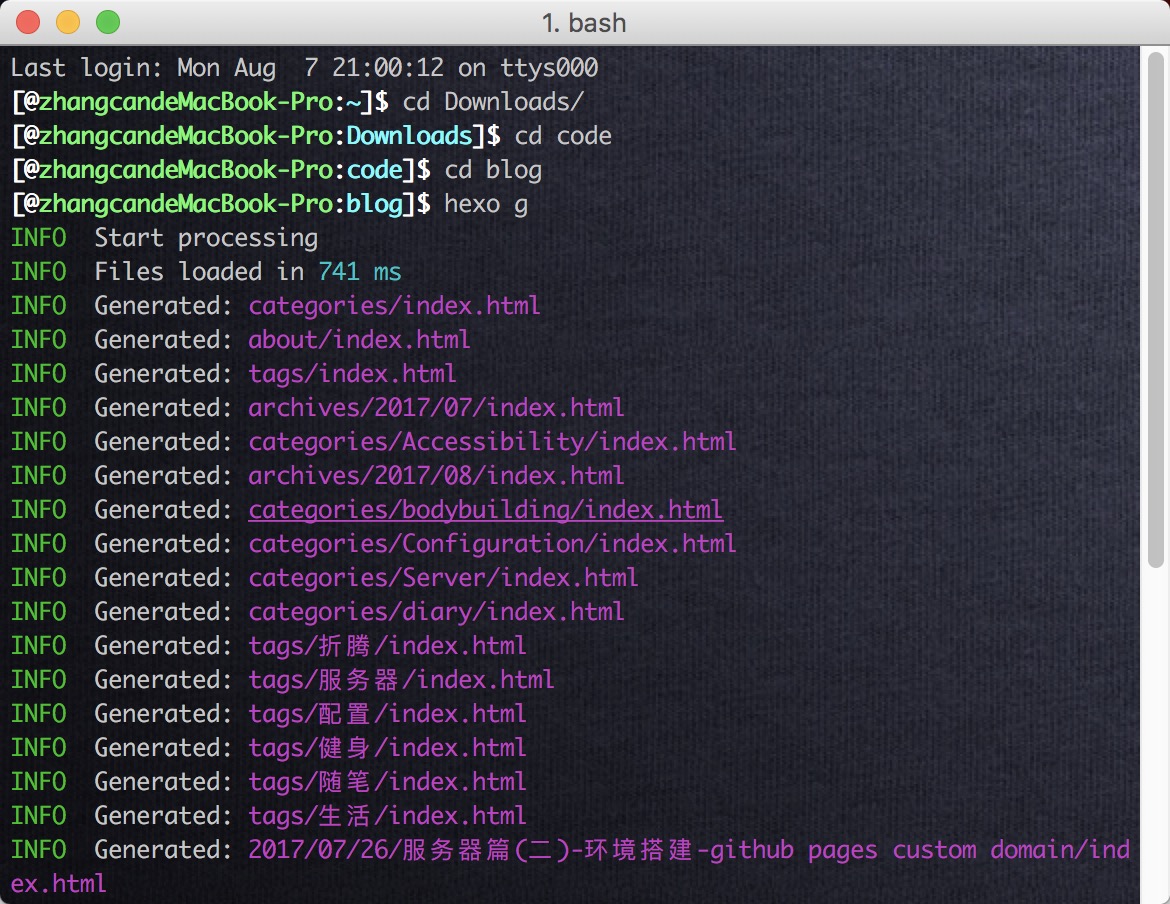 1. bash
Last login: Mon Aug  7 21:00:12 on ttys000
[@zhangcandeMacBook-Pro:~]$ cd Downloads/
[@zhangcandeMacBook-Pro:Downloads]$ cd code
[@zhangcandeMacBook-Pro:code]$ cd blog
[@zhangcandeMacBook-Pro:blog]$ hexo g
INFO  Start processing
INFO  Files loaded in 741 ms
INFO  Generated: categories/index.html
INFO  Generated: about/index.html
INFO  Generated: tags/index.html
INFO  Generated: archives/2017/07/index.html
INFO  Generated: categories/Accessibility/index.html
INFO  Generated: archives/2017/08/index.html
INFO  Generated: categories/bodybuilding/index.html
INFO  Generated: categories/Configuration/index.html
INFO  Generated: categories/Server/index.html
INFO  Generated: categories/diary/index.html
INFO  Generated: tags/折腾/index.html
INFO  Generated: tags/服务器/index.html
INFO  Generated: tags/配置/index.html
INFO  Generated: tags/健身/index.html
INFO  Generated: tags/随笔/index.html
INFO  Generated: tags/生活/index.html
INFO  Generated: 2017/07/26/服务器篇(二)-环境搭建-github pages custom domain/ind
ex.html